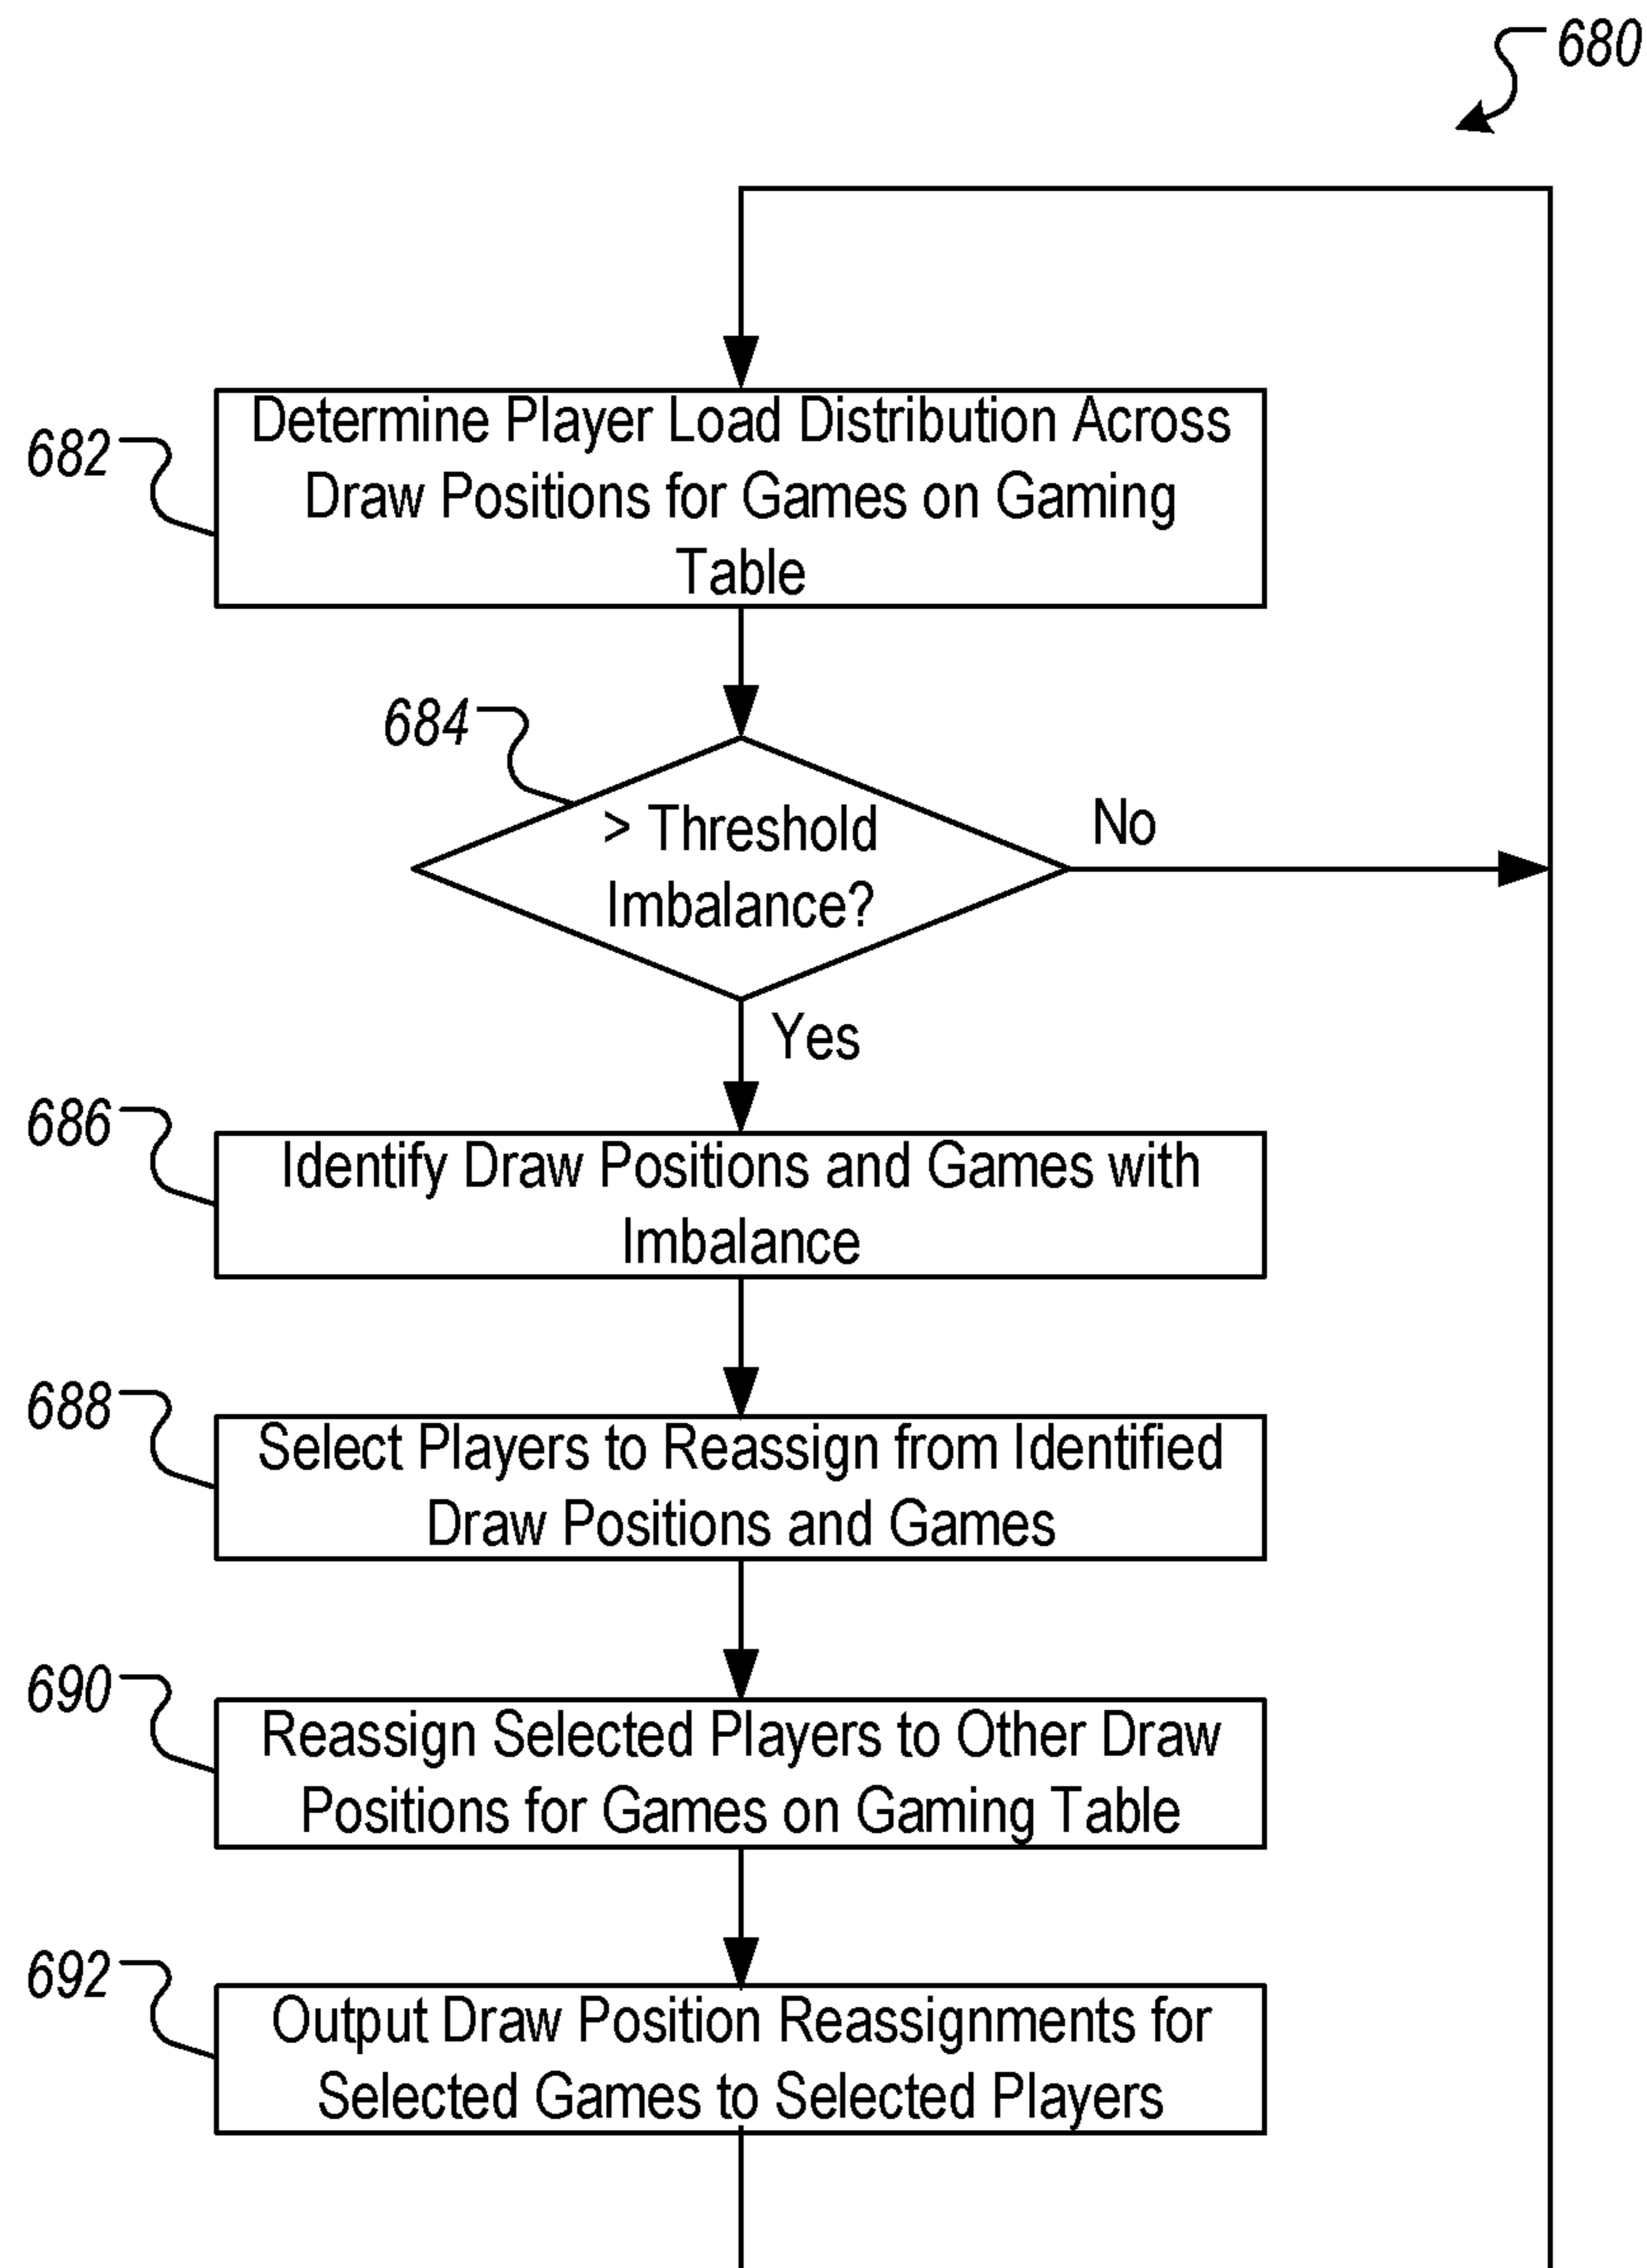 680
682
Determine Player Load Distribution Across
Draw Positions for Games on Gaming
Table
684
> Threshold
Imbalance?
No
Yes
686
Identify Draw Positions and Games with
Imbalance
688
Select Players to Reassign from Identified
Draw Positions and Games
690
Reassign Selected Players to Other Draw
Positions for Games on Gaming Table
692
Output Draw Position Reassignments for
Selected Games to Selected Players